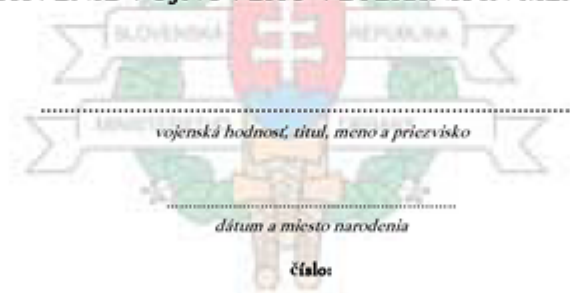 SLOVENSKÁ REPUBLIKA
....................................................................
vojenská hodnosť, titul, meno a priezvisko
....................................................................
dátum a miesto narodenia
číslo: